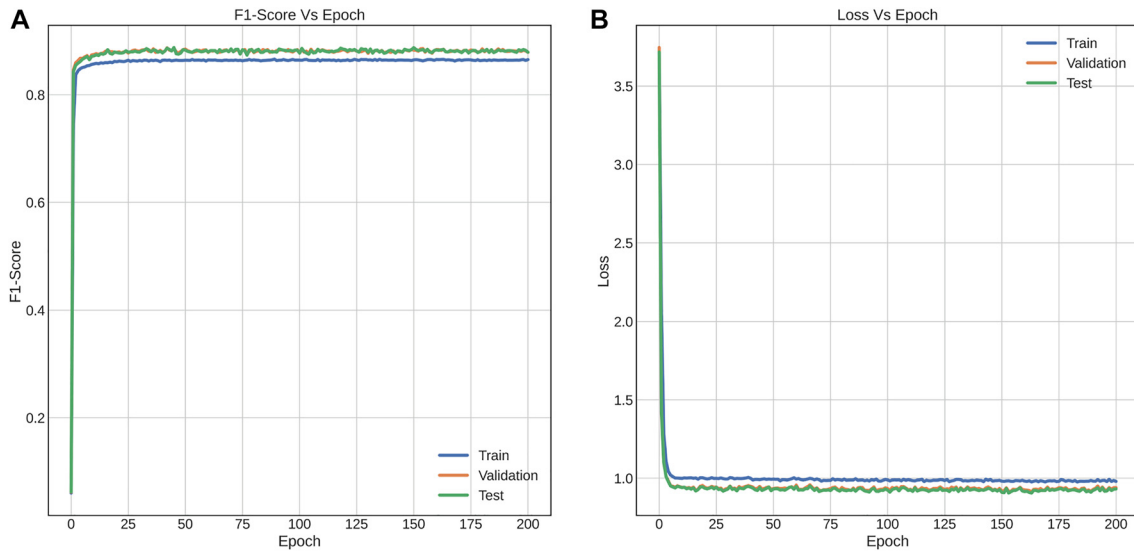 A
F1-Score Vs Epoch
F1-Score
0.8
0.6
0.4
0.2
Train
Validation
Test
0 25 50 75 100 125 150 175 200
Epoch
B
Loss Vs Epoch
Loss
3.5
3.0
2.5
2.0
1.5
1.0
Train
Validation
Test
0 25 50 75 100 125 150 175 200
Epoch